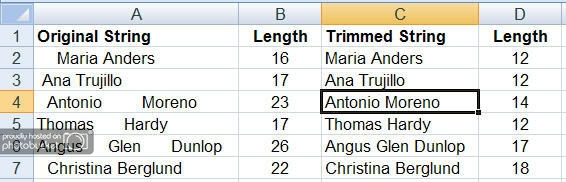 A B C D
1 Original String Length Trimmed String Length
2 Maria Anders 16 Maria Anders 12
3 Ana Trujillo 17 Ana Trujillo 12
4 Antonio Moreno 23 Antonio Moreno 14
5 Thomas Hardy 17 Thomas Hardy 12
proudly hosted on
6 Angus Glen Dunlop 26 Angus Glen Dunlop 17
7 Christina Berglund 22 Christina Berglund 18